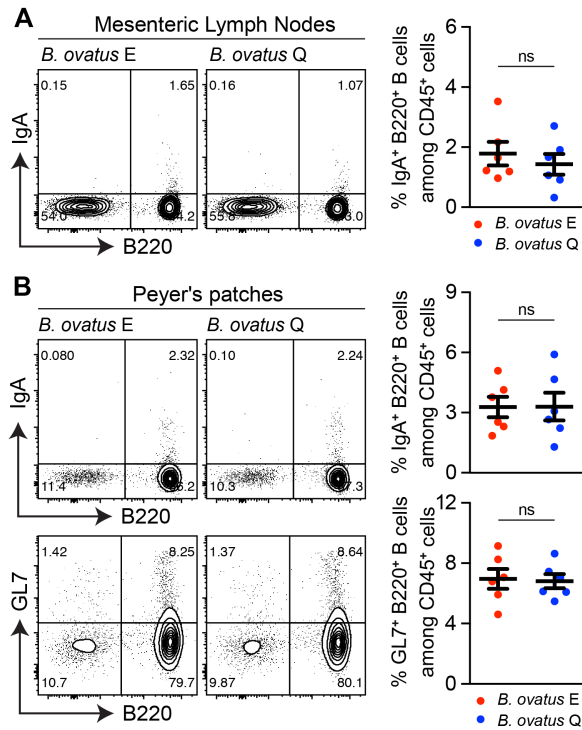 A
Mesenteric Lymph Nodes
B. ovatus E
B. ovatus Q
0.15
1.65
0.16
1.07
54.0
IgA
B220
6
4
2
0
ns
% IgA⁺ B220⁺ B cells
among CD45⁺ cells
B. ovatus E
B. ovatus Q
B
Peyer's patches
B. ovatus E
B. ovatus Q
0.080
2.32
0.10
2.24
11.4
10.3
IgA
B220
9
6
3
0
ns
% IgA⁺ B220⁺ B cells
among CD45⁺ cells
1.42
8.25
1.37
8.64
10.7
79.7
9.87
80.1
GL7
B220
12
8
4
0
ns
% GL7⁺ B220⁺ B cells
among CD45⁺ cells
B. ovatus E
B. ovatus Q